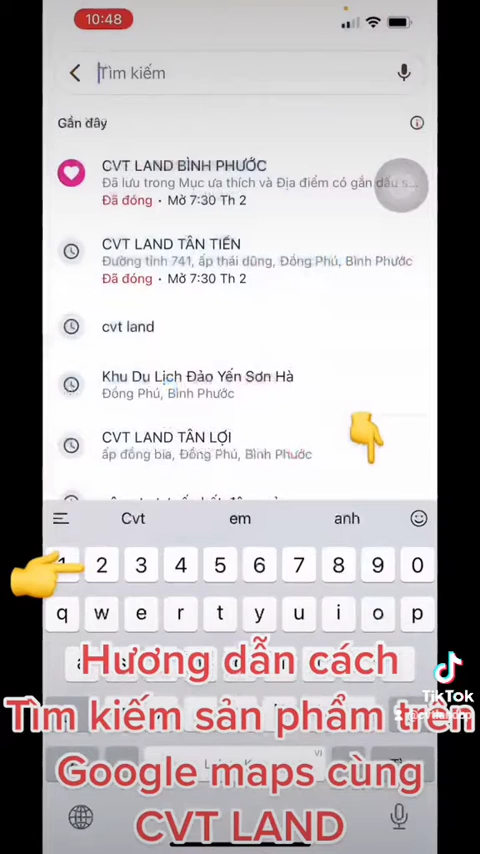 10:48
Tìm kiếm
Gần đây
CVT LAND BÌNH PHƯỚC
Đã lưu trong Mục ưa thích và Địa điểm có gắn dấu s...
Đã đóng · Mở 7:30 Th 2
CVT LAND TÂN TIẾN
Đường tỉnh 741, ấp thái dũng, Đồng Phú, Bình Phước
Đã đóng · Mở 7:30 Th 2
cvt land
Khu Du Lịch Đảo Yến Sơn Hà
Đồng Phú, Bình Phước
CVT LAND TÂN LỢI
ấp đồng bia, Đồng Phú, Bình Phước
Cvt em anh
1 2 3 4 5 6 7 8 9 0
q w e r t y u i o p
Hương dẫn cách
TikTok
Tìm kiếm sản phẩm trên
Google maps cùng
CVT LAND